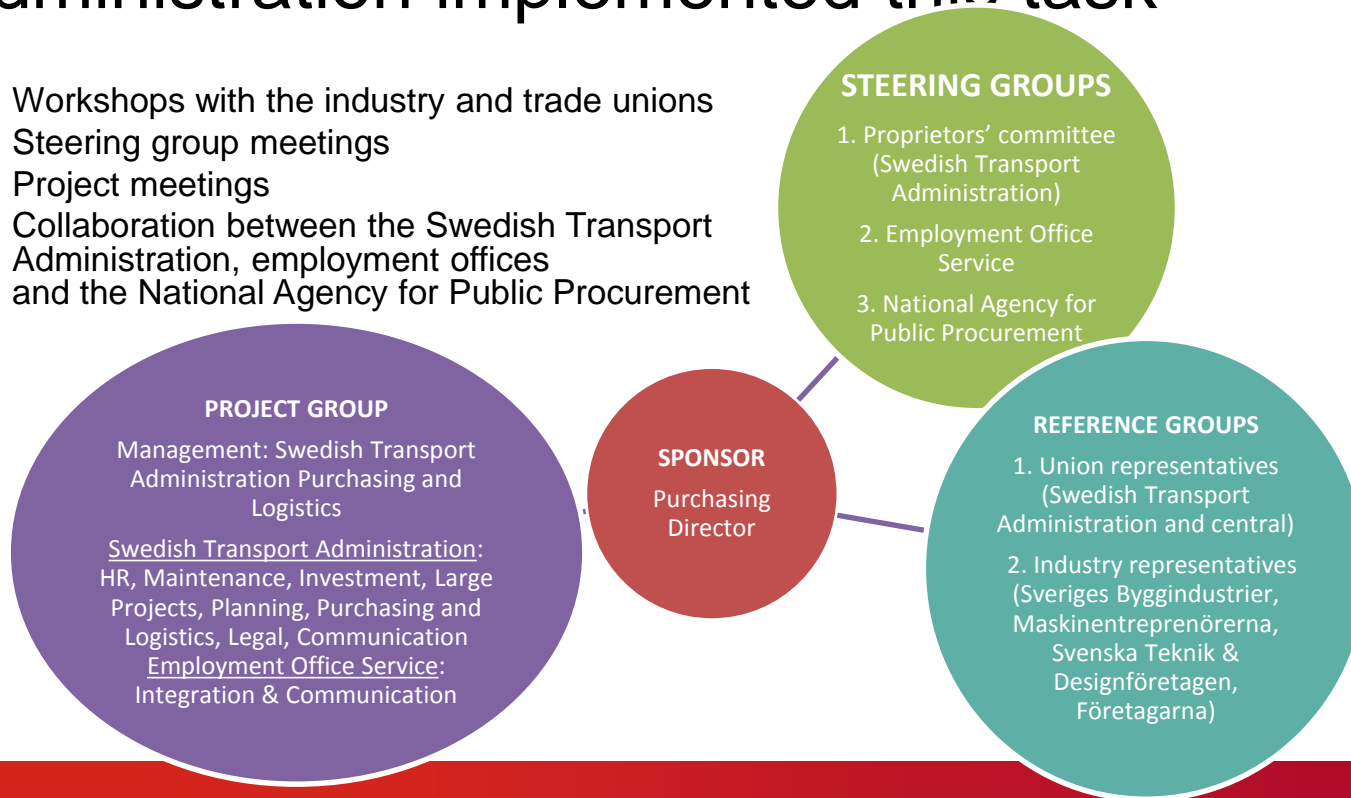 dministration implemented this task
Workshops with the industry and trade unions
Steering group meetings
Project meetings
Collaboration between the Swedish Transport
Administration, employment offices
and the National Agency for Public Procurement
STEERING GROUPS
1. Proprietors’ committee
(Swedish Transport
Administration)
2. Employment Office
Service
3. National Agency for
Public Procurement
PROJECT GROUP
Management: Swedish Transport
Administration Purchasing and
Logistics
Swedish Transport Administration:
HR, Maintenance, Investment, Large
Projects, Planning, Purchasing and
Logistics, Legal, Communication
Employment Office Service:
Integration & Communication
SPONSOR
Purchasing
Director
REFERENCE GROUPS
1. Union representatives
(Swedish Transport
Administration and central)
2. Industry representatives
(Sveriges Byggindustrier,
Maskinentreprenörerna,
Svenska Teknik &
Designföretagen,
Företagarna)